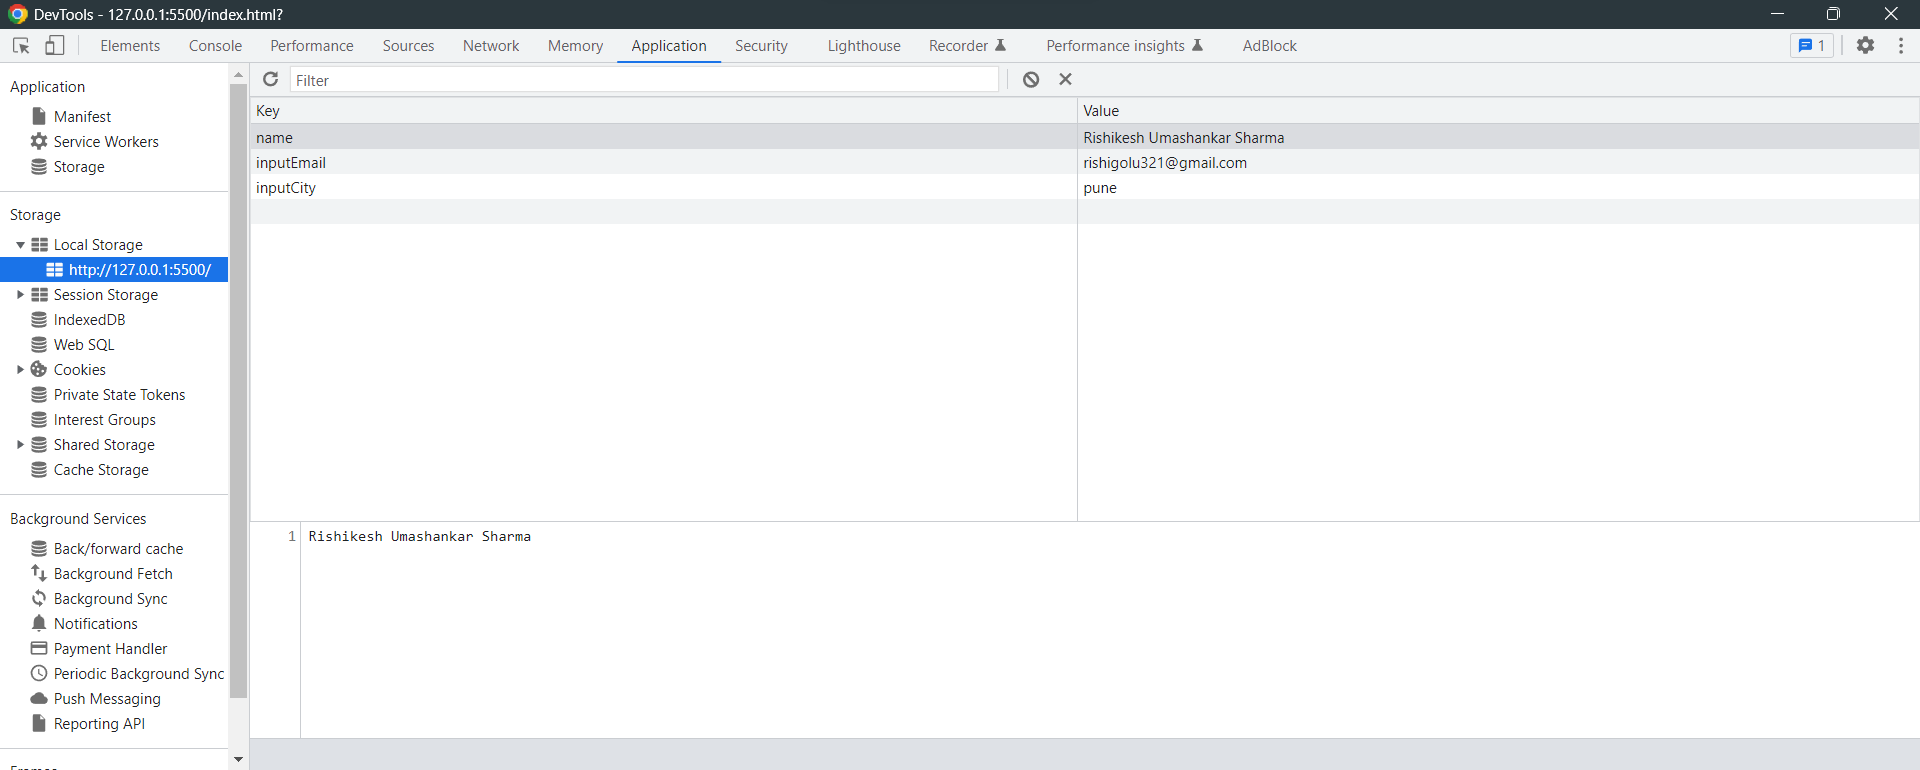 DevTools - 127.0.0.1:5500/index.html?
Elements Console Performance Sources Network Memory Application Security Lighthouse Recorder Performance insights AdBlock 1
Application
Manifest
Service Workers
Storage
Storage
Local Storage
http://127.0.0.1:5500/
Session Storage
IndexedDB
Web SQL
Cookies
Private State Tokens
Interest Groups
Shared Storage
Cache Storage
Background Services
Back/forward cache
Background Fetch
Background Sync
Notifications
Payment Handler
Periodic Background Sync
Push Messaging
Reporting API
Filter
Key Value
name Rishikesh Umashankar Sharma
inputEmail rishigolu321@gmail.com
inputCity pune
1 Rishikesh Umashankar Sharma